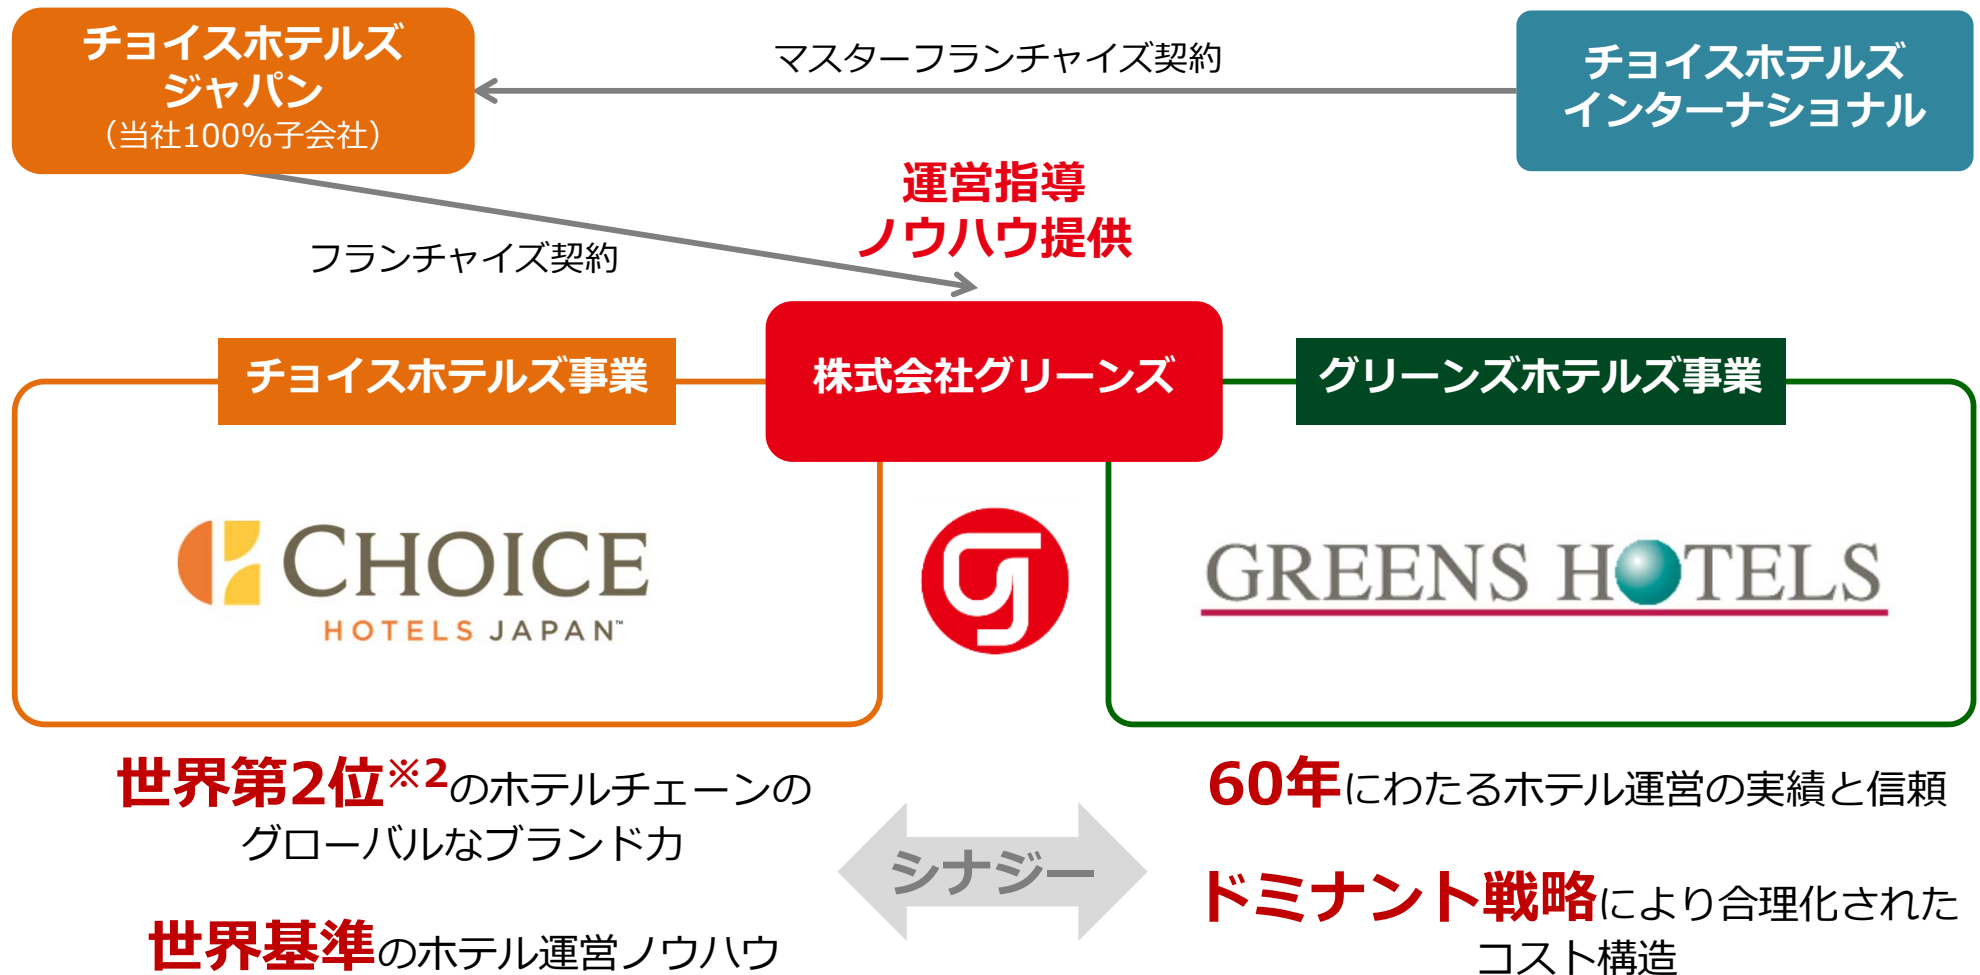 チョイスホテルズ
ジャパン
（当社100%子会社）
マスターフランチャイズ契約
チョイスホテルズ
インターナショナル
運営指導
ノウハウ提供
フランチャイズ契約
チョイスホテルズ事業
株式会社グリーンズ
グリーンズホテルズ事業
CHOICE
HOTELS JAPAN™
GREENS HOTELS
世界第2位※2のホテルチェーンの
グローバルなブランド力
世界基準のホテル運営ノウハウ
シナジー
60年にわたるホテル運営の実績と信頼
ドミナント戦略により合理化された
コスト構造